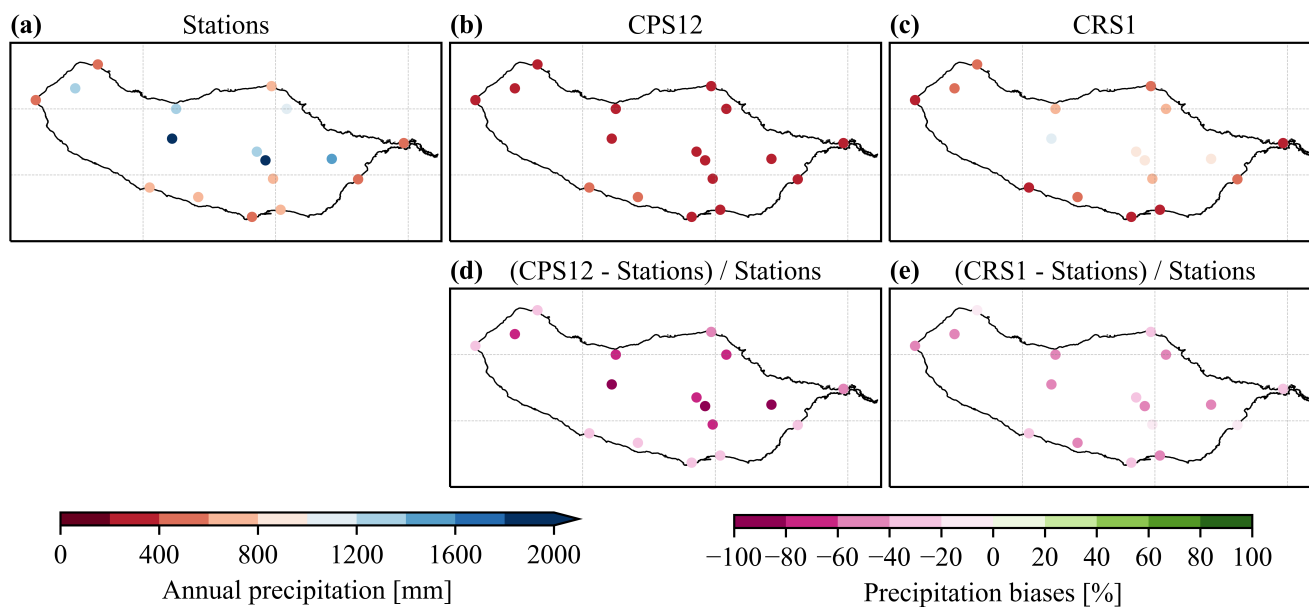 (a) Stations
(b) CPS12
(c) CRS1
(d) (CPS12 - Stations) / Stations
(e) (CRS1 - Stations) / Stations
0 400 800 1200 1600 2000
Annual precipitation [mm]
−100 −80 −60 −40 −20 0 20 40 60 80 100
Precipitation biases [%]